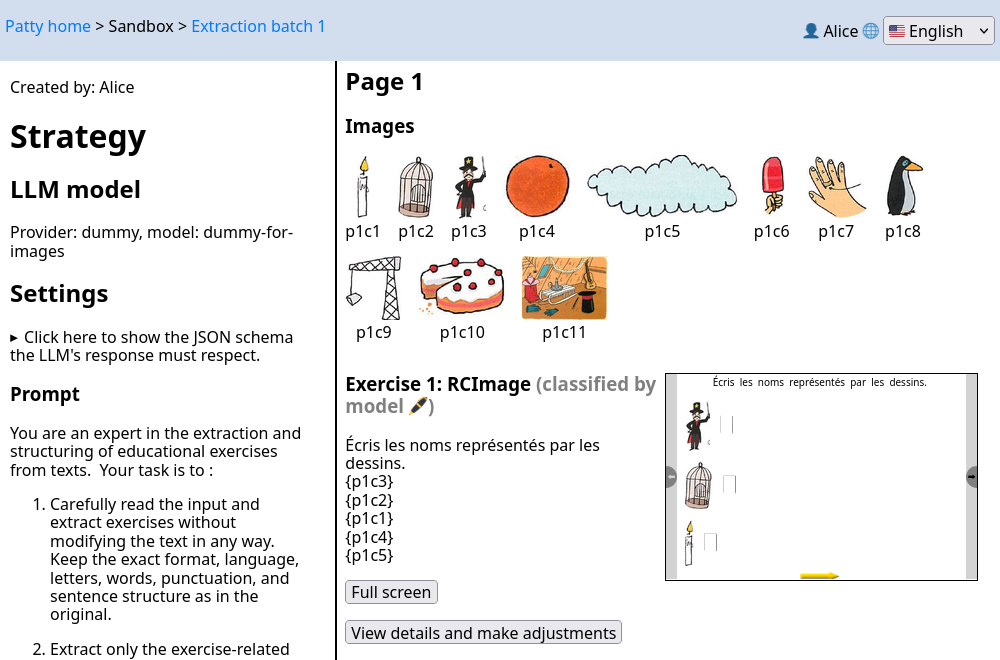 Patty home > Sandbox > Extraction batch 1
Alice
English
Created by: Alice
Strategy
LLM model
Provider: dummy, model: dummy-for-
images
Settings
Click here to show the JSON schema
the LLM's response must respect.
Prompt
You are an expert in the extraction and
structuring of educational exercises
from texts. Your task is to :
1. Carefully read the input and
extract exercises without
modifying the text in any way.
Keep the exact format, language,
letters, words, punctuation, and
sentence structure as in the
original.
2. Extract only the exercise-related
Page 1
Images
p1c1 p1c2 p1c3 p1c4 p1c5 p1c6 p1c7 p1c8
p1c9 p1c10 p1c11
Exercise 1: RCImage (classified by
model )
Écris les noms représentés par les
dessins.
{p1c3}
{p1c2}
{p1c1}
{p1c4}
{p1c5}
Full screen
View details and make adjustments
Écris les noms représentés par les dessins.